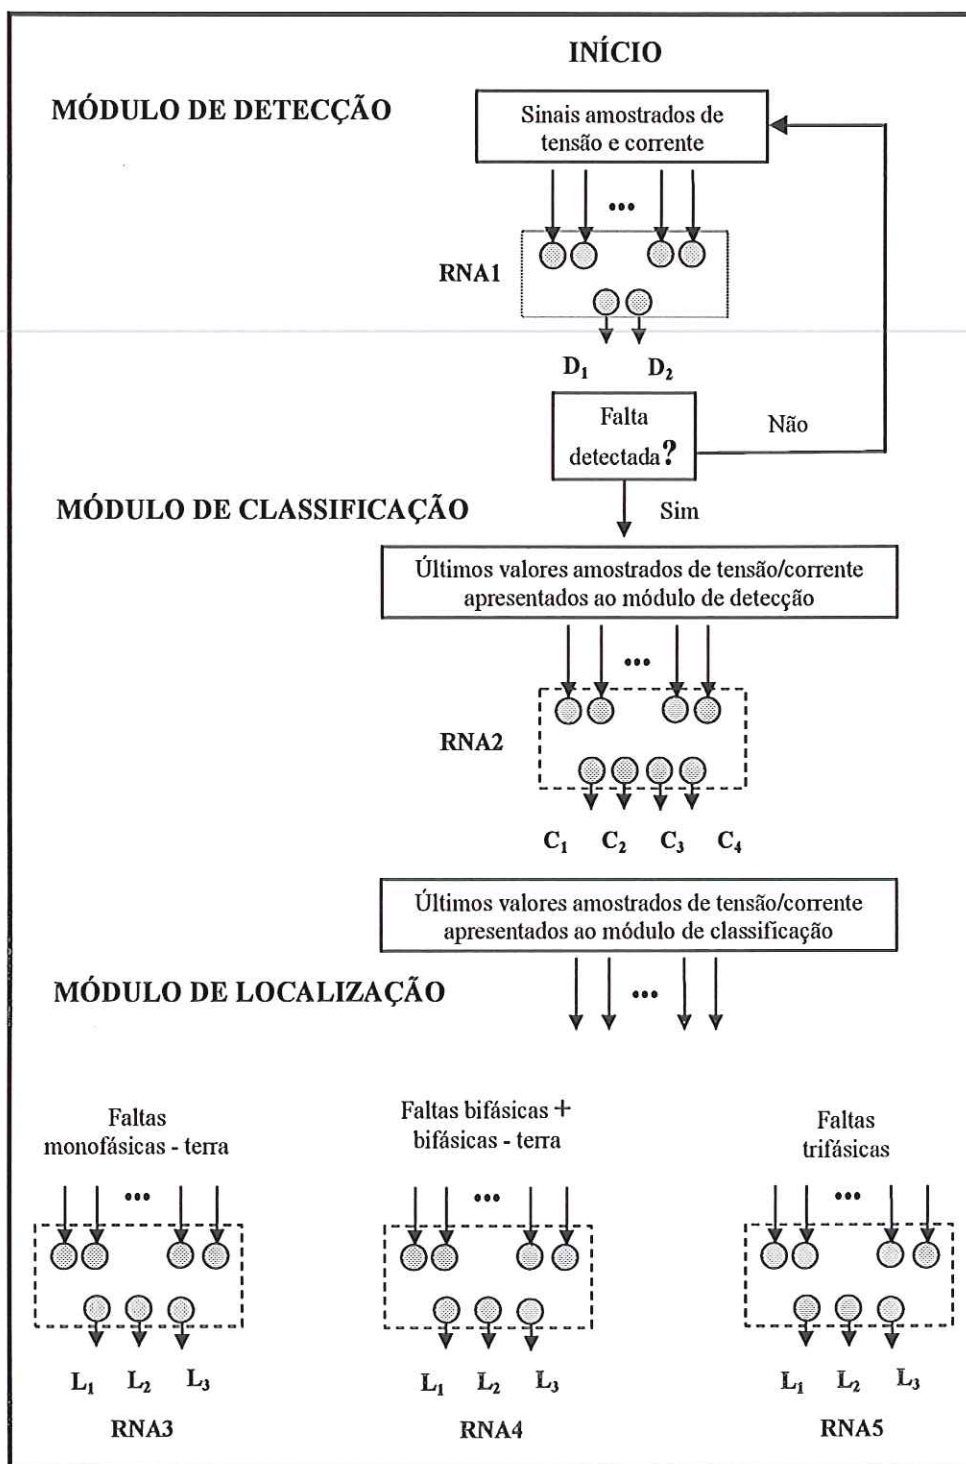 INÍCIO
MÓDULO DE DETECÇÃO
Sinais amostrados de
tensão e corrente
...
RNA1
D₁ D₂
Falta
detectada?
Não
Sim
MÓDULO DE CLASSIFICAÇÃO
Últimos valores amostrados de tensão/corrente
apresentados ao módulo de detecção
...
RNA2
C₁ C₂ C₃ C₄
Últimos valores amostrados de tensão/corrente
apresentados ao módulo de classificação
MÓDULO DE LOCALIZAÇÃO
...
Faltas
monofásicas - terra
...
L₁ L₂ L₃
RNA3
Faltas bifásicas +
bifásicas - terra
...
L₁ L₂ L₃
RNA4
Faltas
trifásicas
...
L₁ L₂ L₃
RNA5